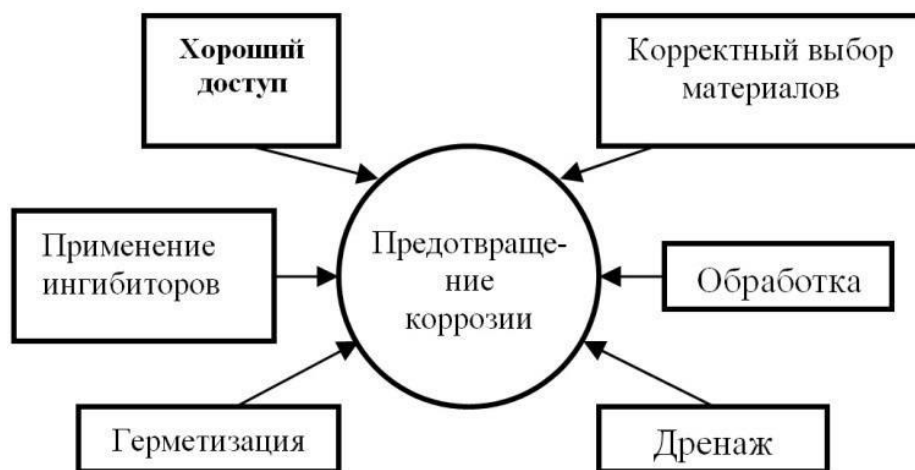 Хороший
доступ
Корректный выбор
материалов
Применение
ингибиторов
Предотвраще-
ние
коррозии
Обработка
Герметизация
Дренаж